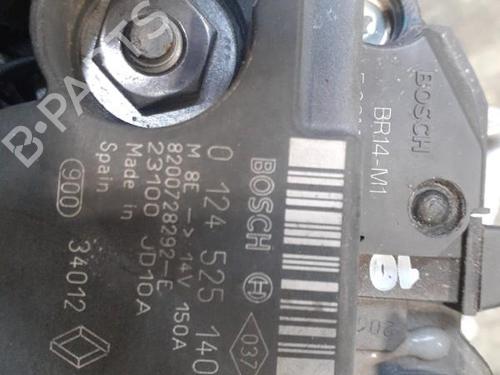 BOSCH
0 124 525 140
M 8E -> 14V 150A
8200728292-E
23100 JD10A
Made in
Spain
900
34012
037
BR14-M1
BOSCH
B-PARTS